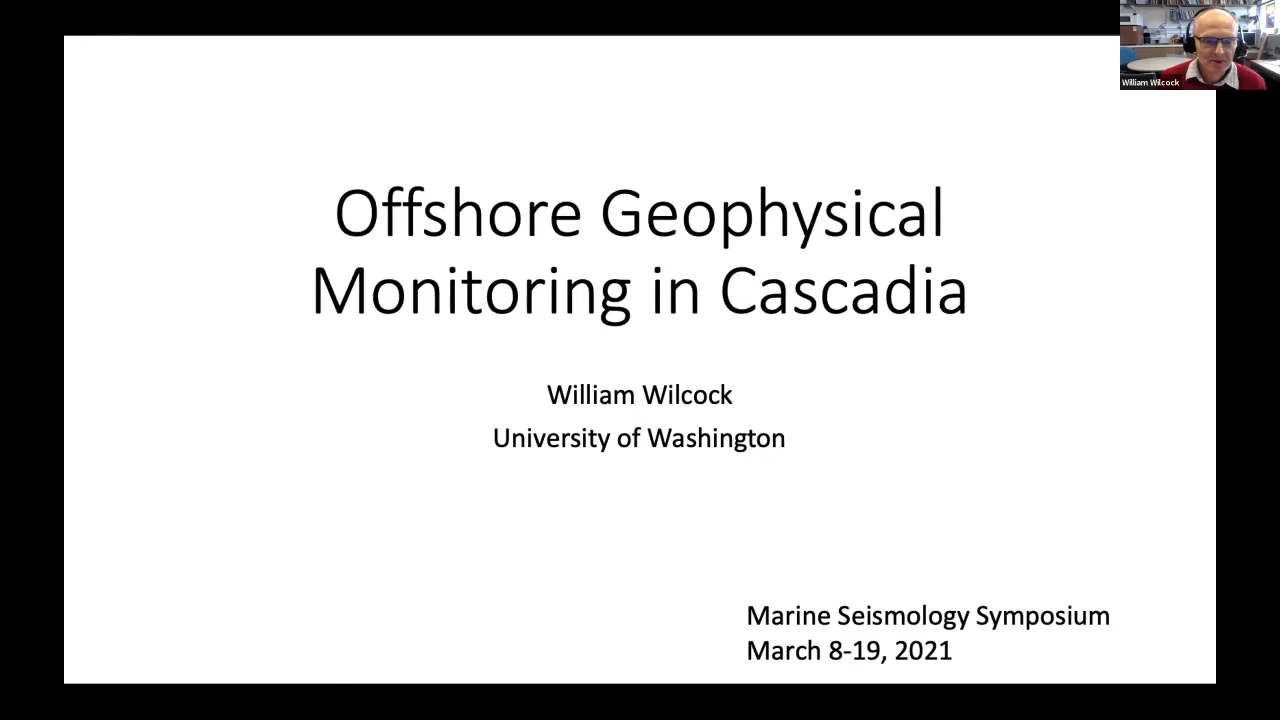 William Wilcock
Offshore Geophysical
Monitoring in Cascadia
William Wilcock
University of Washington
Marine Seismology Symposium
March 8-19, 2021